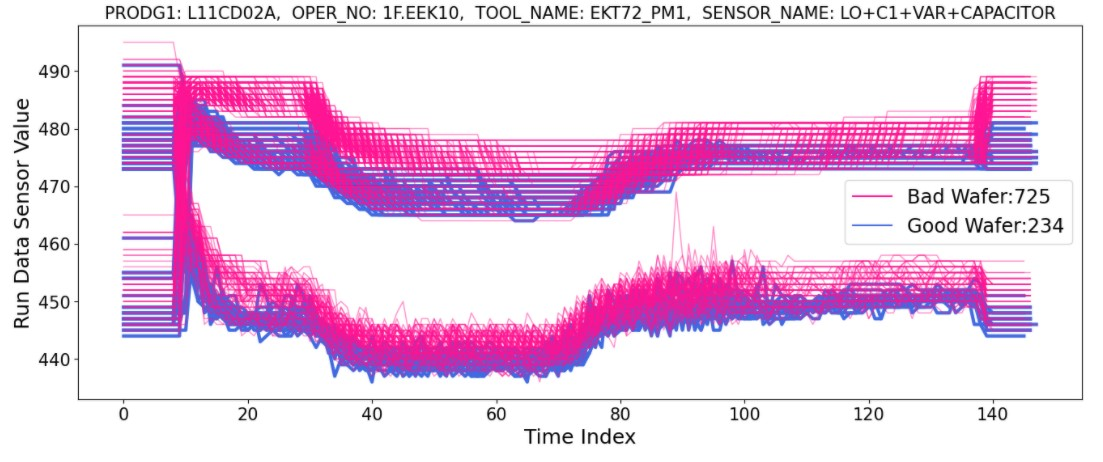 PRODG1: L11CD02A, OPER_NO: 1F.EEK10, TOOL_NAME: EKT72_PM1, SENSOR_NAME: LO+C1+VAR+CAPACITOR
Run Data Sensor Value
490
480
470
460
450
440
Bad Wafer:725
Good Wafer:234
0 20 40 60 80 100 120 140
Time Index